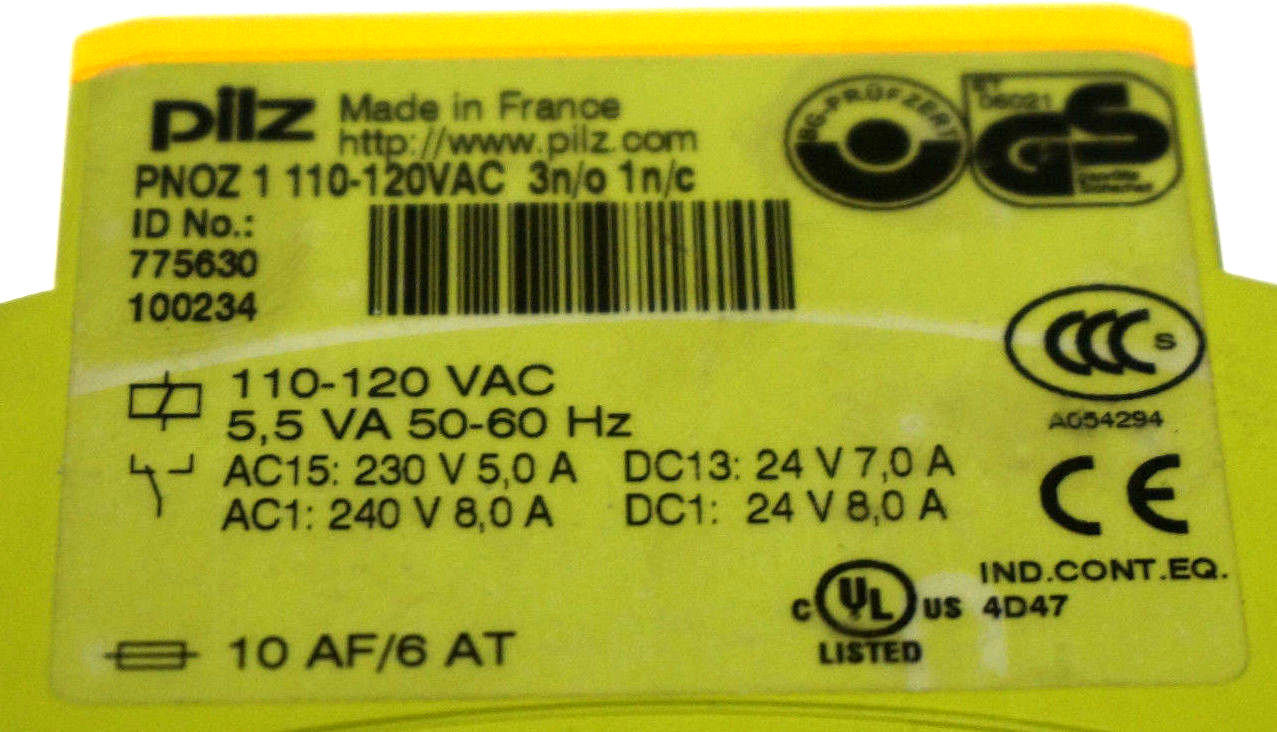 pilz Made in France
http://www.pilz.com
PNOZ 1 110-120VAC 3n/o 1n/c
ID No.:
775630
100234
BG-PRÜFZERT
06021
GS
CCC S
A054294
110-120 VAC
5,5 VA 50-60 Hz
AC15: 230 V 5,0 A DC13: 24 V 7,0 A
AC1: 240 V 8,0 A DC1: 24 V 8,0 A
CE
C UL US
LISTED
IND.CONT.EQ.
4D47
10 AF/6 AT